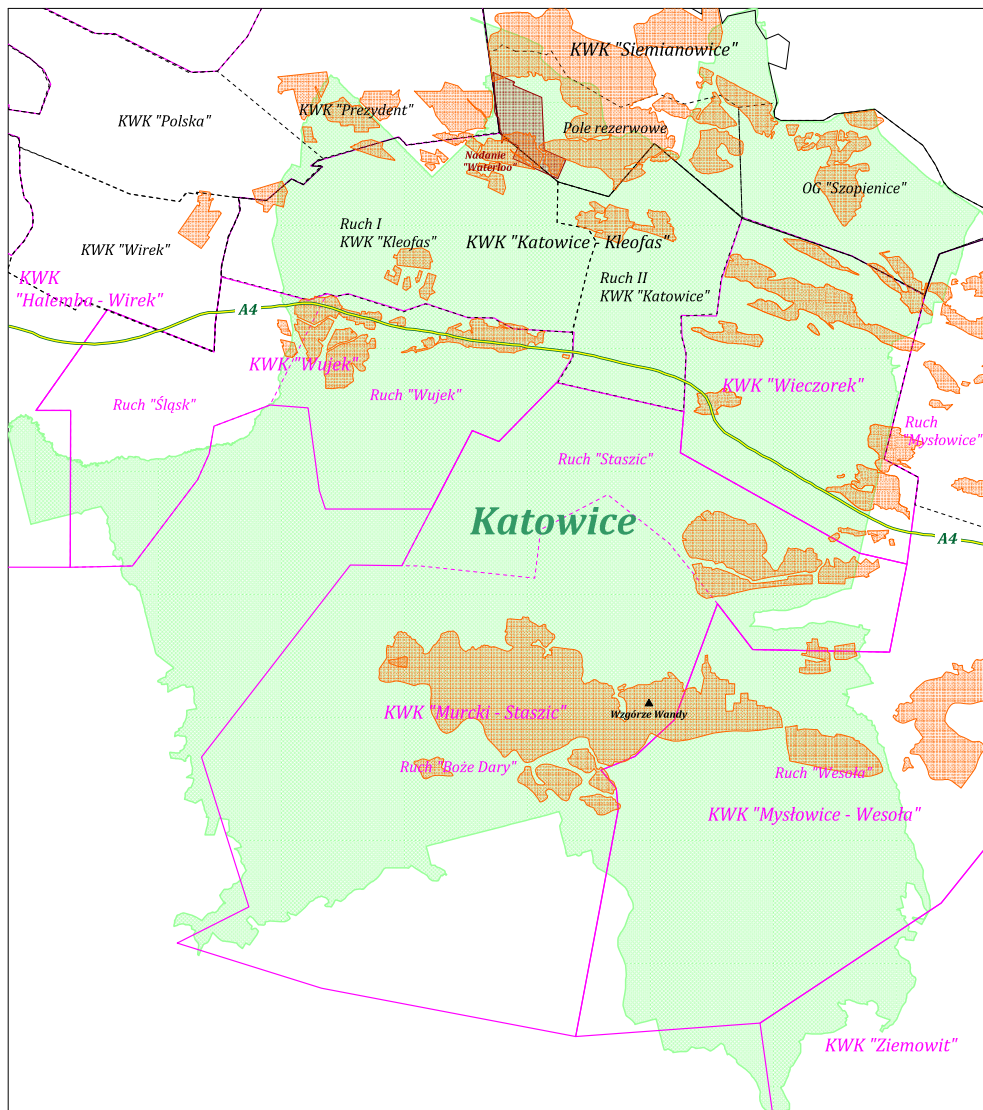 KWK "Siemianowice"
KWK "Prezydent"
KWK "Polska"
Pole rezerwowe
Nadanie
"Waterloo"
OG "Szopienice"
Ruch I
KWK "Kleofas"
KWK "Katowice - Kleofas"
KWK "Wirek"
KWK
"Halemba - Wirek"
Ruch II
KWK "Katowice"
A4
KWK "Wujek"
Ruch "Wujek"
KWK "Wieczorek"
Ruch "Śląsk"
Ruch
"Mysłowice"
Ruch "Staszic"
Katowice
A4
KWK "Murcki - Staszic"
Wzgórze Wandy
Ruch "Boże Dary"
Ruch "Wesoła"
KWK "Mysłowice - Wesoła"
KWK "Ziemowit"